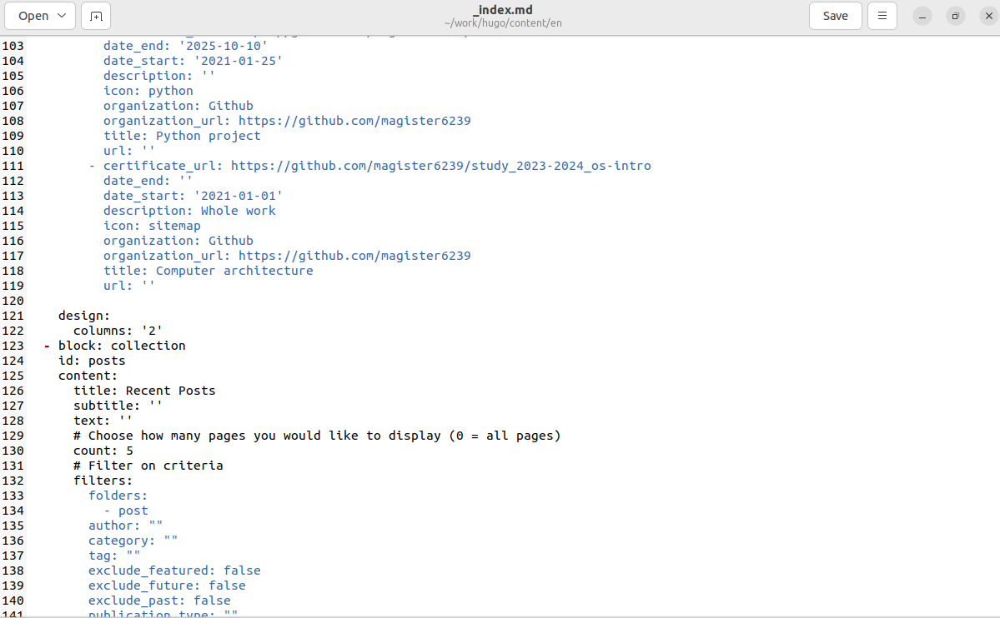 Open
_index.md
~/work/hugo/content/en
Save
103 date_end: '2025-10-10'
104 date_start: '2021-01-25'
105 description: ''
106 icon: python
107 organization: Github
108 organization_url: https://github.com/magister6239
109 title: Python project
110 url: ''
111 - certificate_url: https://github.com/magister6239/study_2023-2024_os-intro
112 date_end: ''
113 date_start: '2021-01-01'
114 description: Whole work
115 icon: sitemap
116 organization: Github
117 organization_url: https://github.com/magister6239
118 title: Computer architecture
119 url: ''
120
121 design:
122 columns: '2'
123 - block: collection
124 id: posts
125 content:
126 title: Recent Posts
127 subtitle: ''
128 text: ''
129 # Choose how many pages you would like to display (0 = all pages)
130 count: 5
131 # Filter on criteria
132 filters:
133 folders:
134 - post
135 author: ""
136 category: ""
137 tag: ""
138 exclude_featured: false
139 exclude_future: false
140 exclude_past: false
141 publication_type: ""